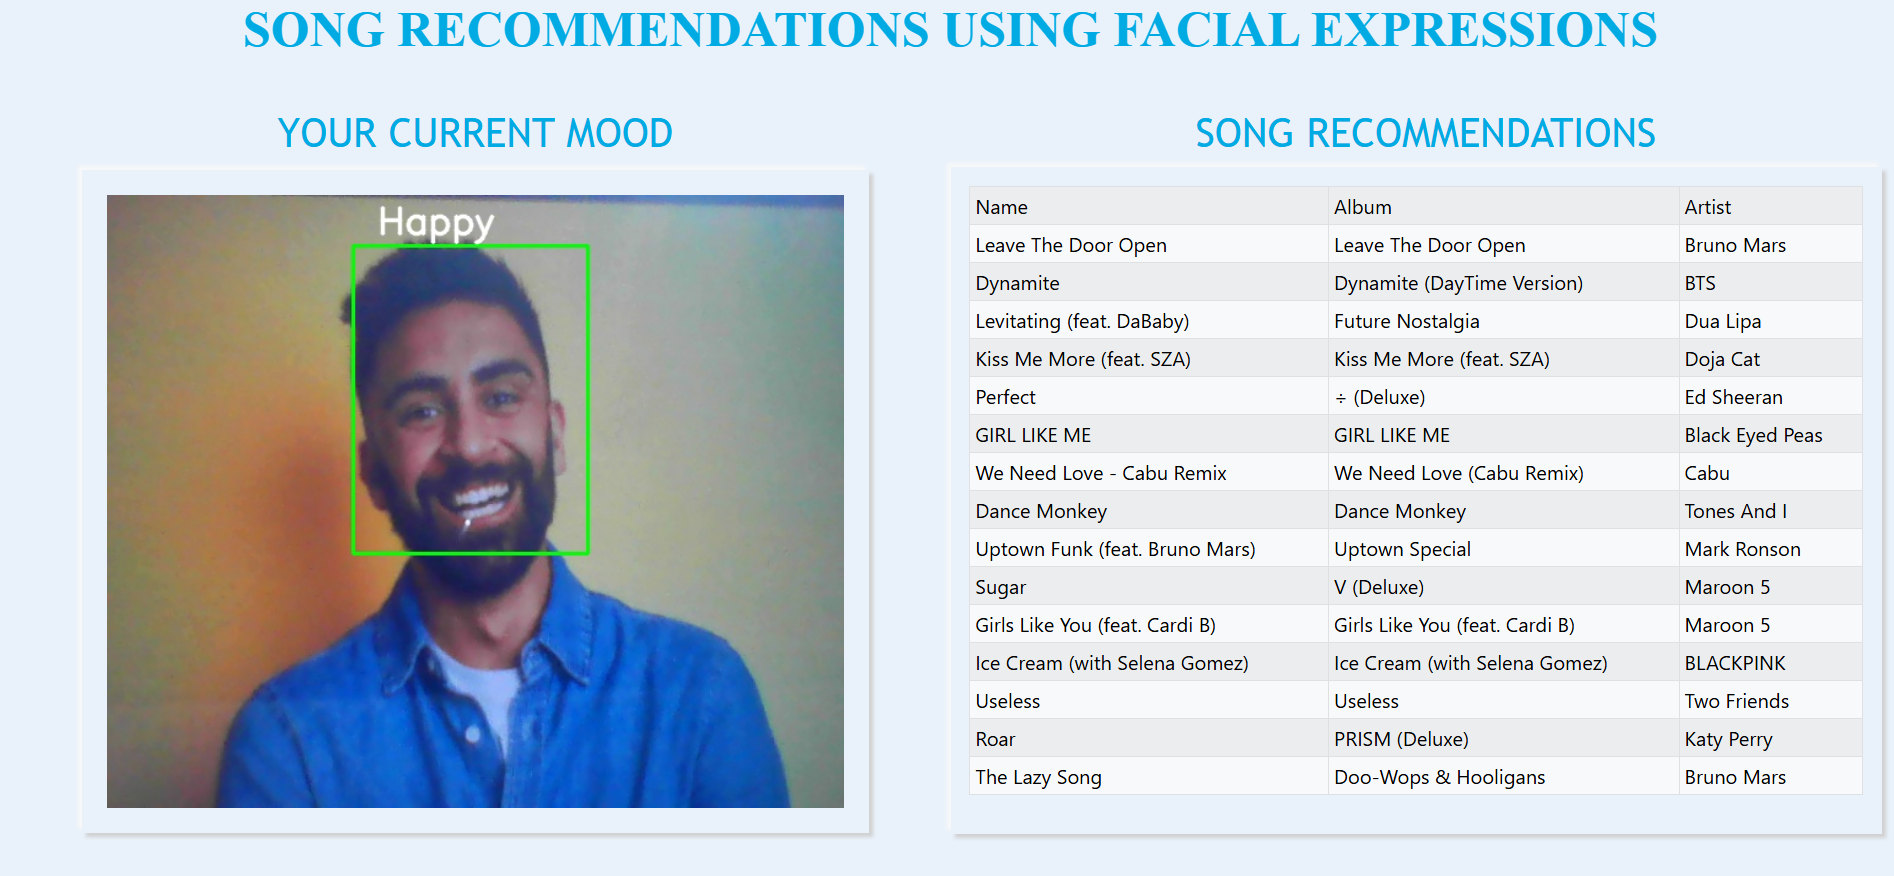 SONG RECOMMENDATIONS USING FACIAL EXPRESSIONS
YOUR CURRENT MOOD
Happy
SONG RECOMMENDATIONS
Name Album Artist
Leave The Door Open Leave The Door Open Bruno Mars
Dynamite Dynamite (DayTime Version) BTS
Levitating (feat. DaBaby) Future Nostalgia Dua Lipa
Kiss Me More (feat. SZA) Kiss Me More (feat. SZA) Doja Cat
Perfect ÷ (Deluxe) Ed Sheeran
GIRL LIKE ME GIRL LIKE ME Black Eyed Peas
We Need Love - Cabu Remix We Need Love (Cabu Remix) Cabu
Dance Monkey Dance Monkey Tones And I
Uptown Funk (feat. Bruno Mars) Uptown Special Mark Ronson
Sugar V (Deluxe) Maroon 5
Girls Like You (feat. Cardi B) Girls Like You (feat. Cardi B) Maroon 5
Ice Cream (with Selena Gomez) Ice Cream (with Selena Gomez) BLACKPINK
Useless Useless Two Friends
Roar PRISM (Deluxe) Katy Perry
The Lazy Song Doo-Wops & Hooligans Bruno Mars